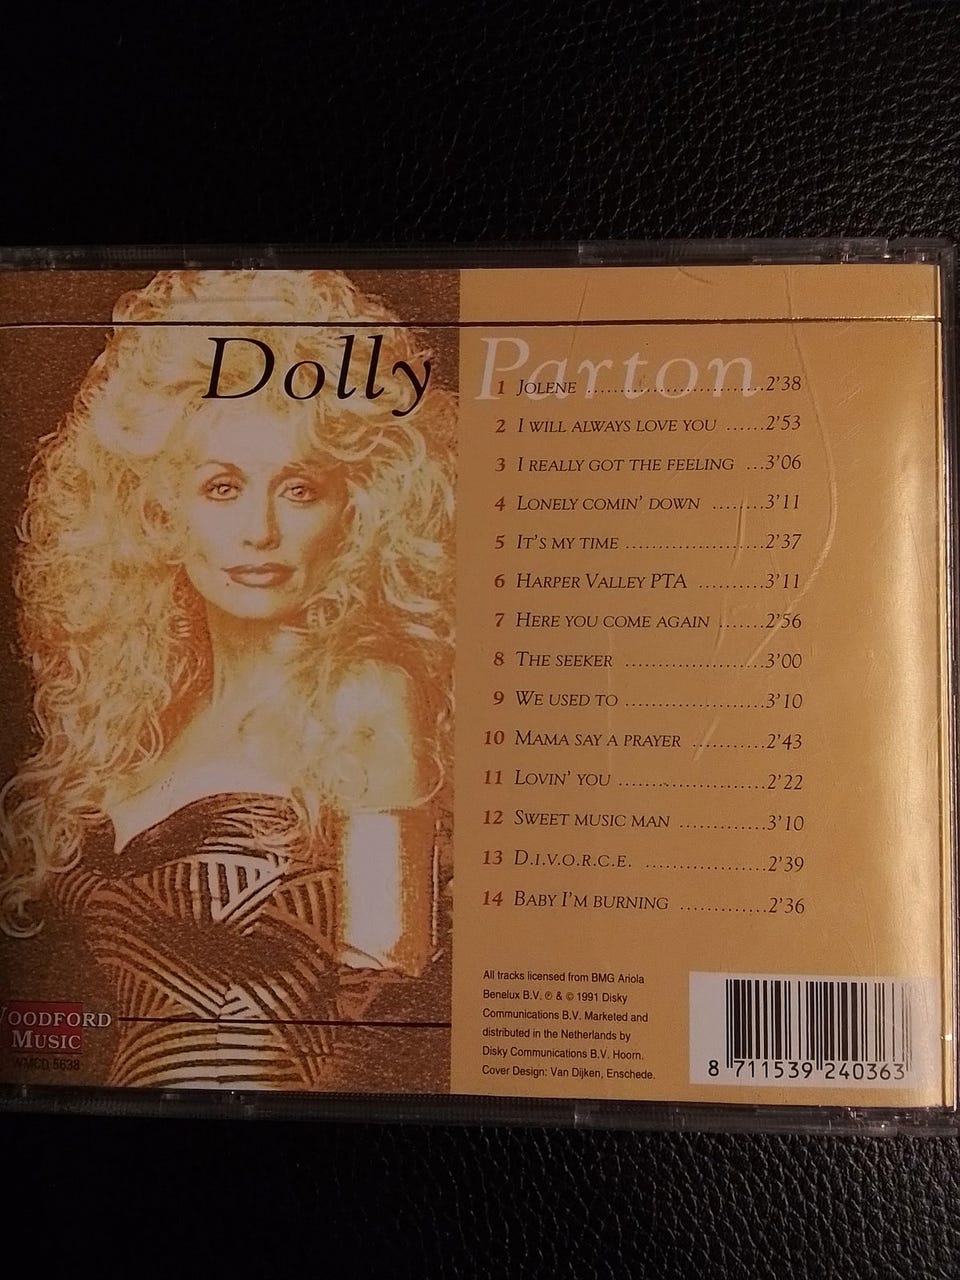 Dolly Parton
1 Jolene ......................2'38
2 I will always love you ......2'53
3 I really got the feeling ...3'06
4 Lonely comin' down ........3'11
5 It's my time .....................2'37
6 Harper Valley PTA ..........3'11
7 Here you come again .......2'56
8 The seeker .....................3'00
9 We used to .....................3'10
10 Mama say a prayer ...........2'43
11 Lovin' you ......................2'22
12 Sweet music man .............3'10
13 D.I.V.O.R.C.E. ..................2'39
14 Baby I'm burning .............2'36
All tracks licensed from BMG Ariola
Benelux B.V. ℗ & © 1991 Disky
Communications B.V. Marketed and
distributed in the Netherlands by
Disky Communications B.V. Hoorn.
Cover Design: Van Dijken, Enschede.
8 711539 240363
WOODFORD
MUSIC
WMCD 5638